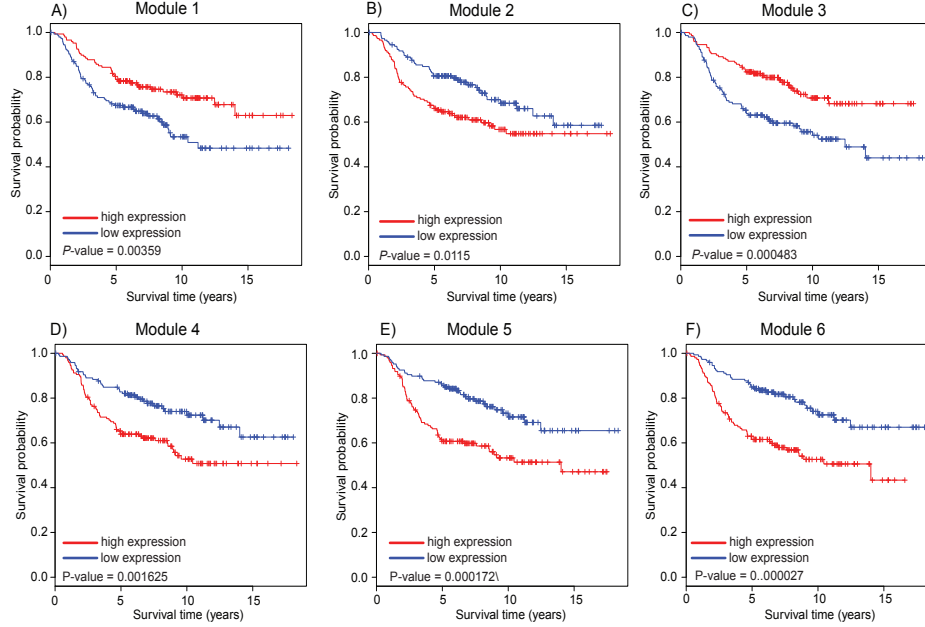 A) Module 1
Survival probability
1.0
0.8
0.6
0.4
0.2
0.0
high expression
low expression
P-value = 0.00359
0 5 10 15
Survival time (years)
B) Module 2
Survival probability
1.0
0.8
0.6
0.4
0.2
0.0
high expression
low expression
P-value = 0.0115
0 5 10 15
Survival time (years)
C) Module 3
Survival probability
1.0
0.8
0.6
0.4
0.2
0.0
high expression
low expression
P-value = 0.000483
0 5 10 15
Survival time (years)
D) Module 4
Survival probability
1.0
0.8
0.6
0.4
0.2
0.0
high expression
low expression
P-value = 0.001625
0 5 10 15
Survival time (years)
E) Module 5
Survival probability
1.0
0.8
0.6
0.4
0.2
0.0
high expression
low expression
P-value = 0.000172\
0 5 10 15
Survival time (years)
F) Module 6
Survival probability
1.0
0.8
0.6
0.4
0.2
0.0
high expression
low expression
P-value = 0..000027
0 5 10 15
Survival time (years)